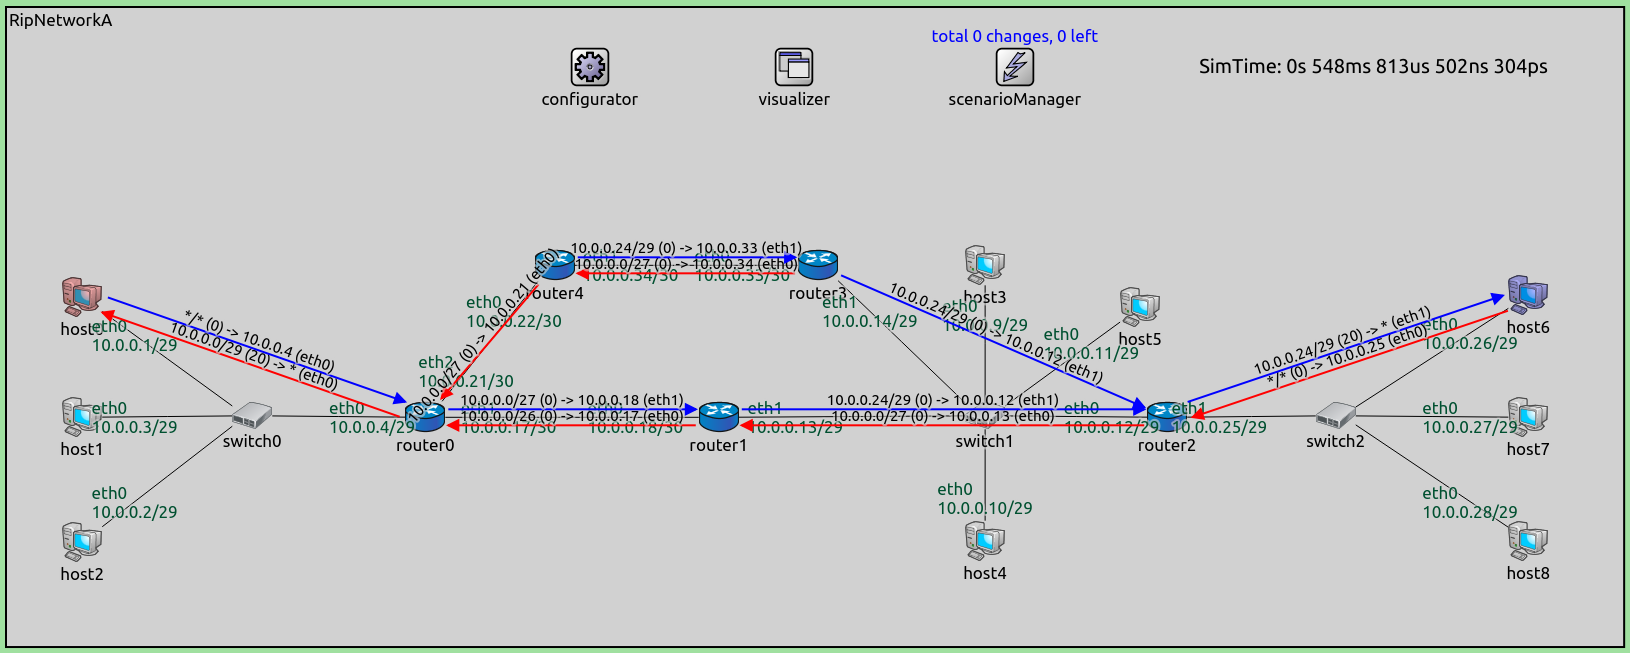 RipNetworkA
total 0 changes, 0 left
SimTime: 0s 548ms 813us 502ns 304ps
configurator
visualizer
scenarioManager
10.0.0.24/29 (0) -> 10.0.0.33 (eth1)
10.0.0.0/27 (0) -> 10.0.0.34 (eth0)
10.0.0.34/30
10.0.0.33/30
router4
router3
host3
eth0
10.0.0.22/30
10.0.0.0/27 (0) -> 10.0.0.21 (eth0)
eth1
10.0.0.14/29
10.0.0.24/29 (0) -> 10.0.0.12 (eth1)
eth0
9/29
host5
eth0
10.0.0.11/29
host6
eth0
10.0.0.26/29
10.0.0.24/29 (20) -> * (eth1)
*/* (0) -> 10.0.0.25 (eth0)
eth0
10.0.0.1/29
*/* (0) -> 10.0.0.4 (eth0)
10.0.0.0/29 (20) -> * (eth0)
eth2
10.0.0.21/30
eth0
10.0.0.3/29
host1
switch0
eth0
10.0.0.4/29
router0
10.0.0.0/27 (0) -> 10.0.0.18 (eth1)
10.0.0.0/26 (0) -> 10.0.0.17 (eth0)
10.0.0.17/30
10.0.0.18/30
router1
eth1
10.0.0.13/29
10.0.0.24/29 (0) -> 10.0.0.12 (eth1)
10.0.0.0/27 (0) -> 10.0.0.13 (eth0)
switch1
eth0
10.0.0.12/29
router2
eth1
10.0.0.25/29
switch2
eth0
10.0.0.27/29
host7
eth0
10.0.0.2/29
host2
eth0
10.0.0.10/29
host4
eth0
10.0.0.28/29
host8